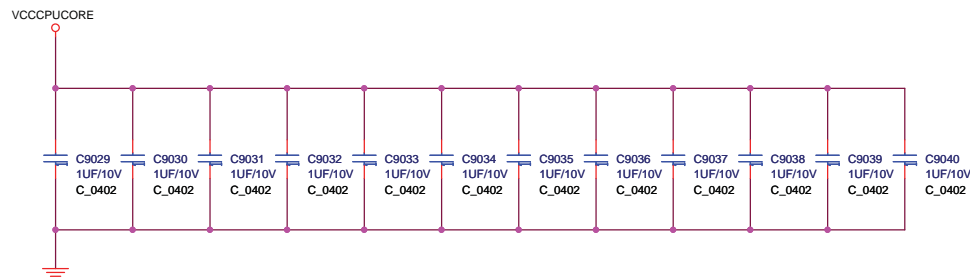 VCCCPUCORE
C9029
1UF/10V
C_0402
C9030
1UF/10V
C_0402
C9031
1UF/10V
C_0402
C9032
1UF/10V
C_0402
C9033
1UF/10V
C_0402
C9034
1UF/10V
C_0402
C9035
1UF/10V
C_0402
C9036
1UF/10V
C_0402
C9037
1UF/10V
C_0402
C9038
1UF/10V
C_0402
C9039
1UF/10V
C_0402
C9040
1UF/10V
C_0402